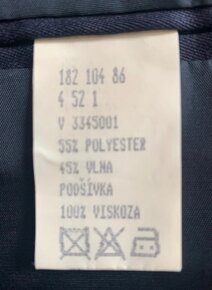 182 104 86
4 52 1
V 3345001
55% POLYESTER
45% VLNA
PODŠÍVKA
100% VISKOZA